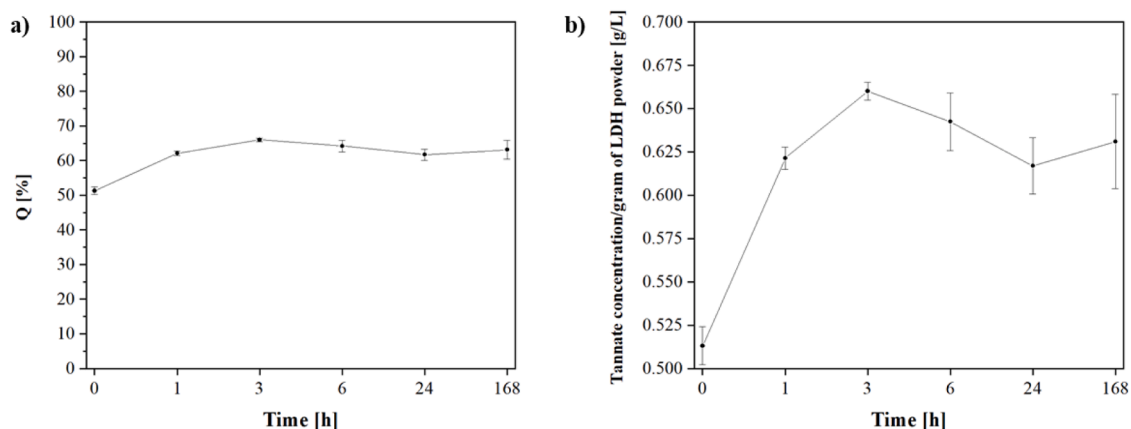 a)
Q [%]
100
90
80
70
60
50
40
30
20
10
0
0 1 3 6 24 168
Time [h]
b)
Tannate concentration/gram of LDH powder [g/L]
0.700
0.675
0.650
0.625
0.600
0.575
0.550
0.525
0.500
0 1 3 6 24 168
Time [h]